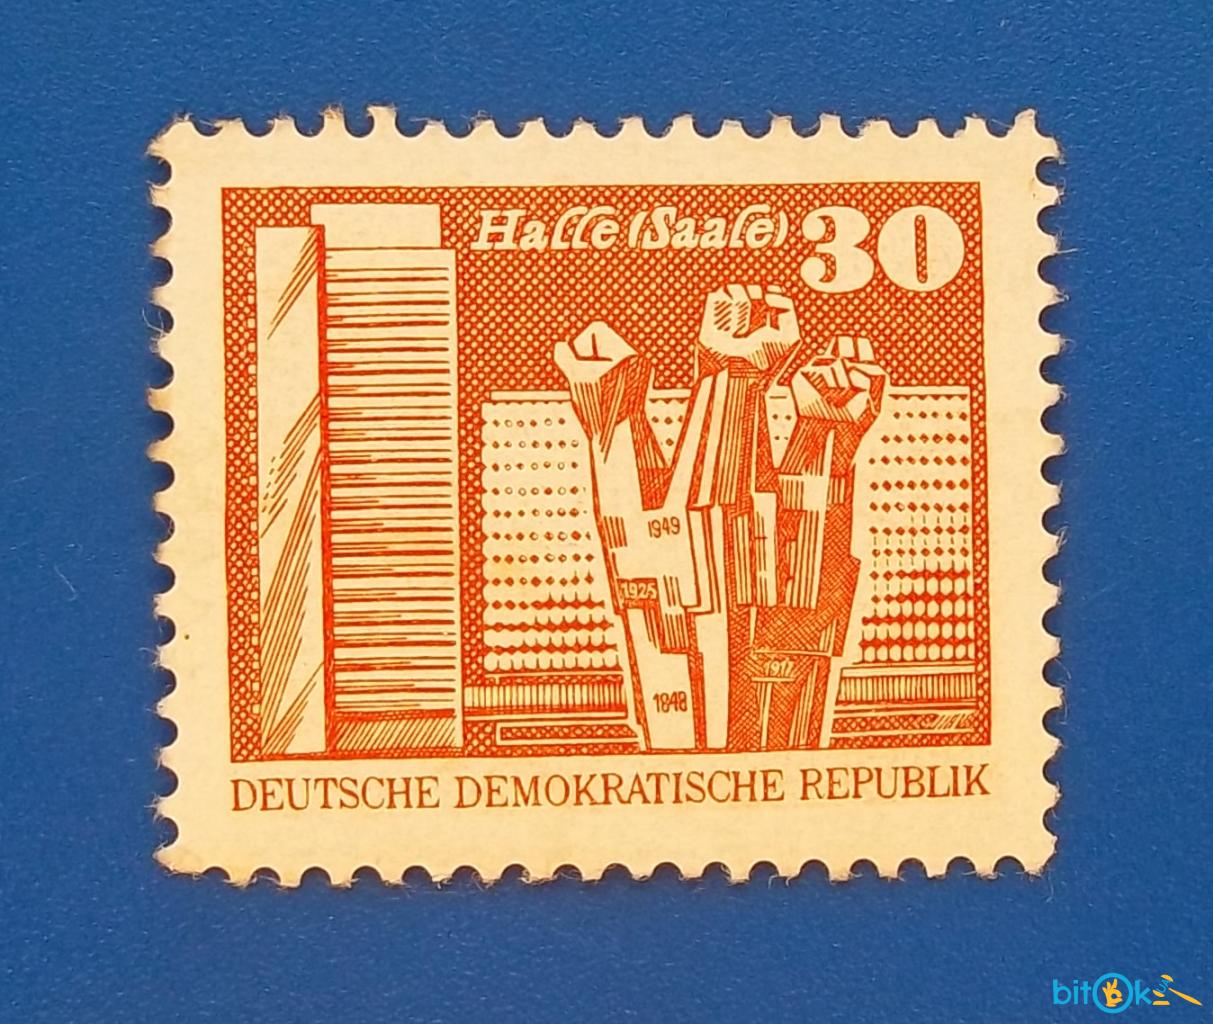 Halle (Saale) 30
1949
1925
1848
1917
DEUTSCHE DEMOKRATISCHE REPUBLIK
bitOk